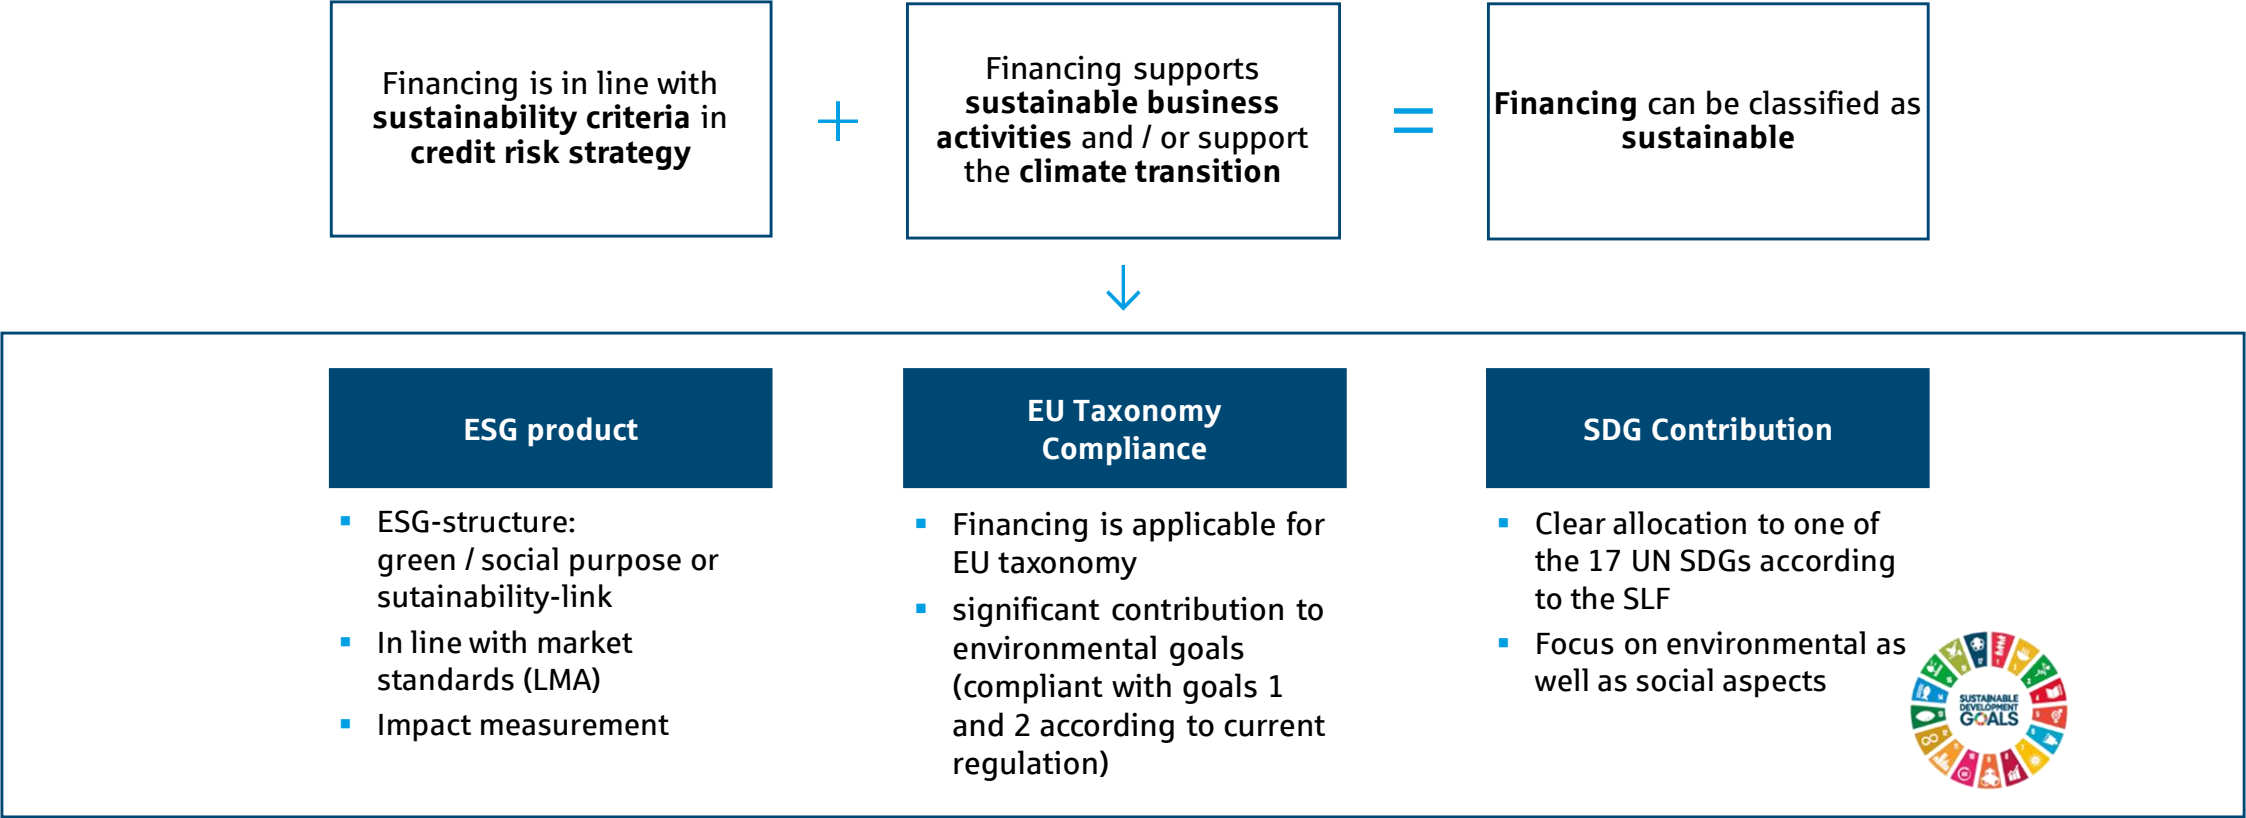 Financing is in line with
sustainability criteria in
credit risk strategy
+
Financing supports
sustainable business
activities and / or support
the climate transition
=
Financing can be classified as
sustainable
ESG product
▪ ESG-structure:
green / social purpose or
sutainability-link
▪ In line with market
standards (LMA)
▪ Impact measurement
EU Taxonomy
Compliance
▪ Financing is applicable for
EU taxonomy
▪ significant contribution to
environmental goals
(compliant with goals 1
and 2 according to current
regulation)
SDG Contribution
▪ Clear allocation to one of
the 17 UN SDGs according
to the SLF
▪ Focus on environmental as
well as social aspects
SUSTAINABLE
DEVELOPMENT
GOALS